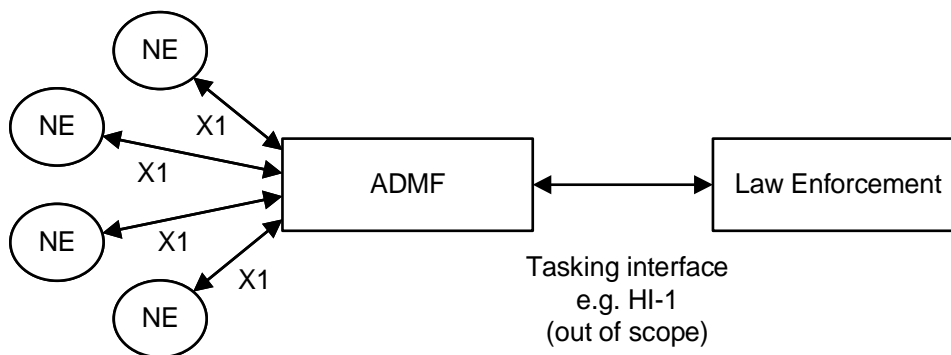 NE
X1
NE
X1
NE
X1
NE
X1
ADMF
Law Enforcement
Tasking interface
e.g. HI-1
(out of scope)